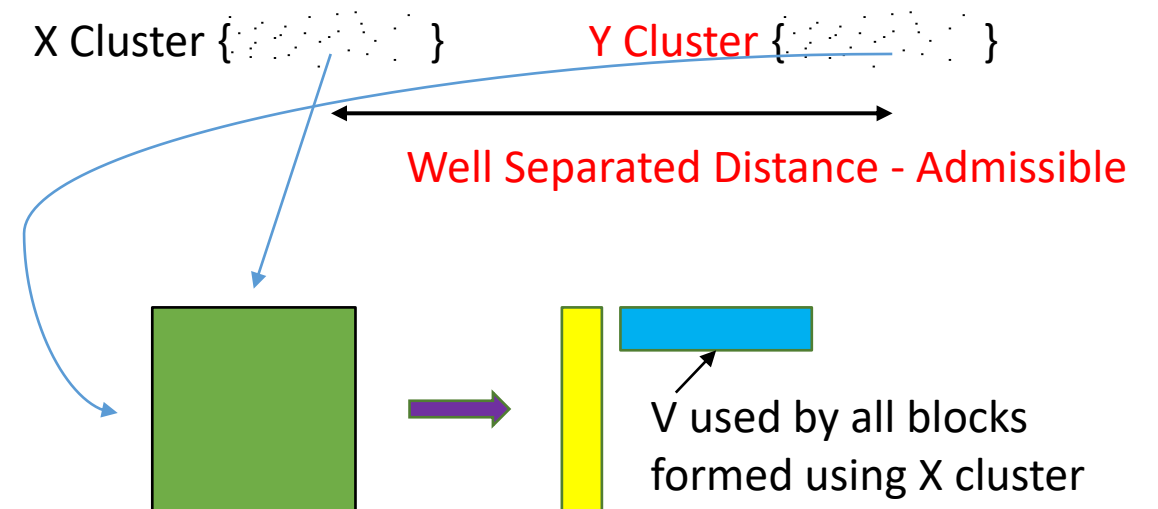 X Cluster { }
Y Cluster { }
Well Separated Distance - Admissible
V used by all blocks
formed using X cluster